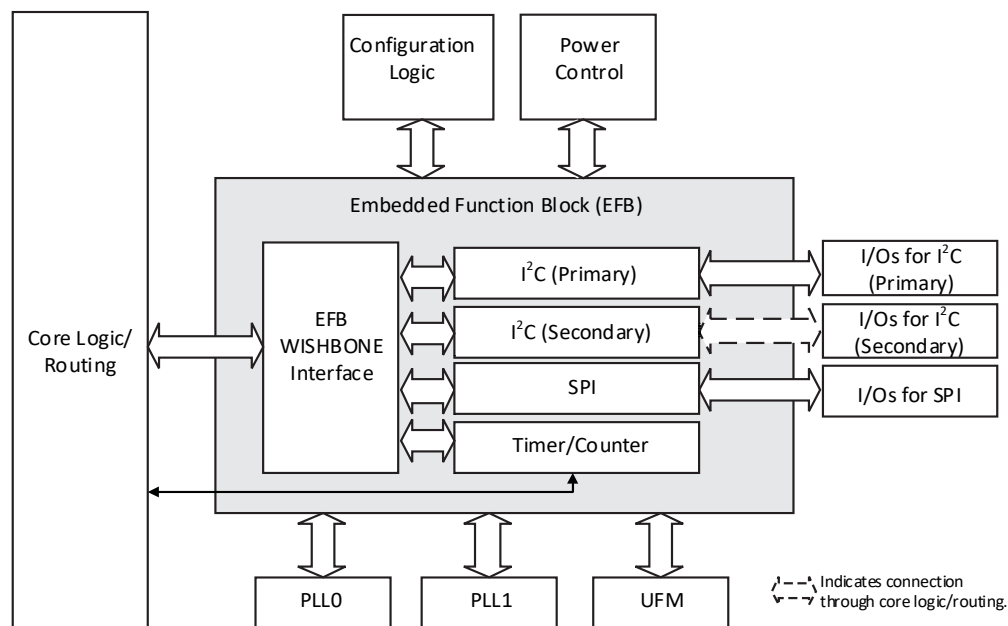 Configuration
Logic
Power
Control
Embedded Function Block (EFB)
Core Logic/
Routing
EFB
WISHBONE
Interface
I²C (Primary)
I²C (Secondary)
SPI
Timer/Counter
I/Os for I²C
(Primary)
I/Os for I²C
(Secondary)
I/Os for SPI
PLL0
PLL1
UFM
Indicates connection
through core logic/routing.